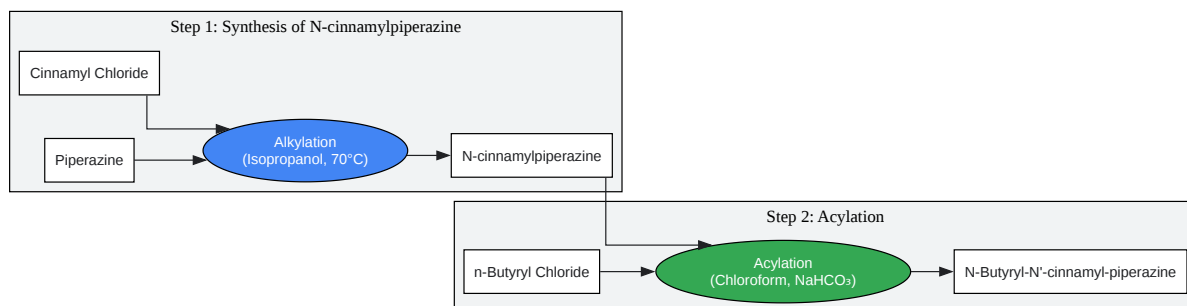 Step 1: Synthesis of N-cinnamylpiperazine
Cinnamyl Chloride
Piperazine
Alkylation
(Isopropanol, 70°C)
N-cinnamylpiperazine
Step 2: Acylation
n-Butyryl Chloride
Acylation
(Chloroform, NaHCO₃)
N-Butyryl-N'-cinnamyl-piperazine